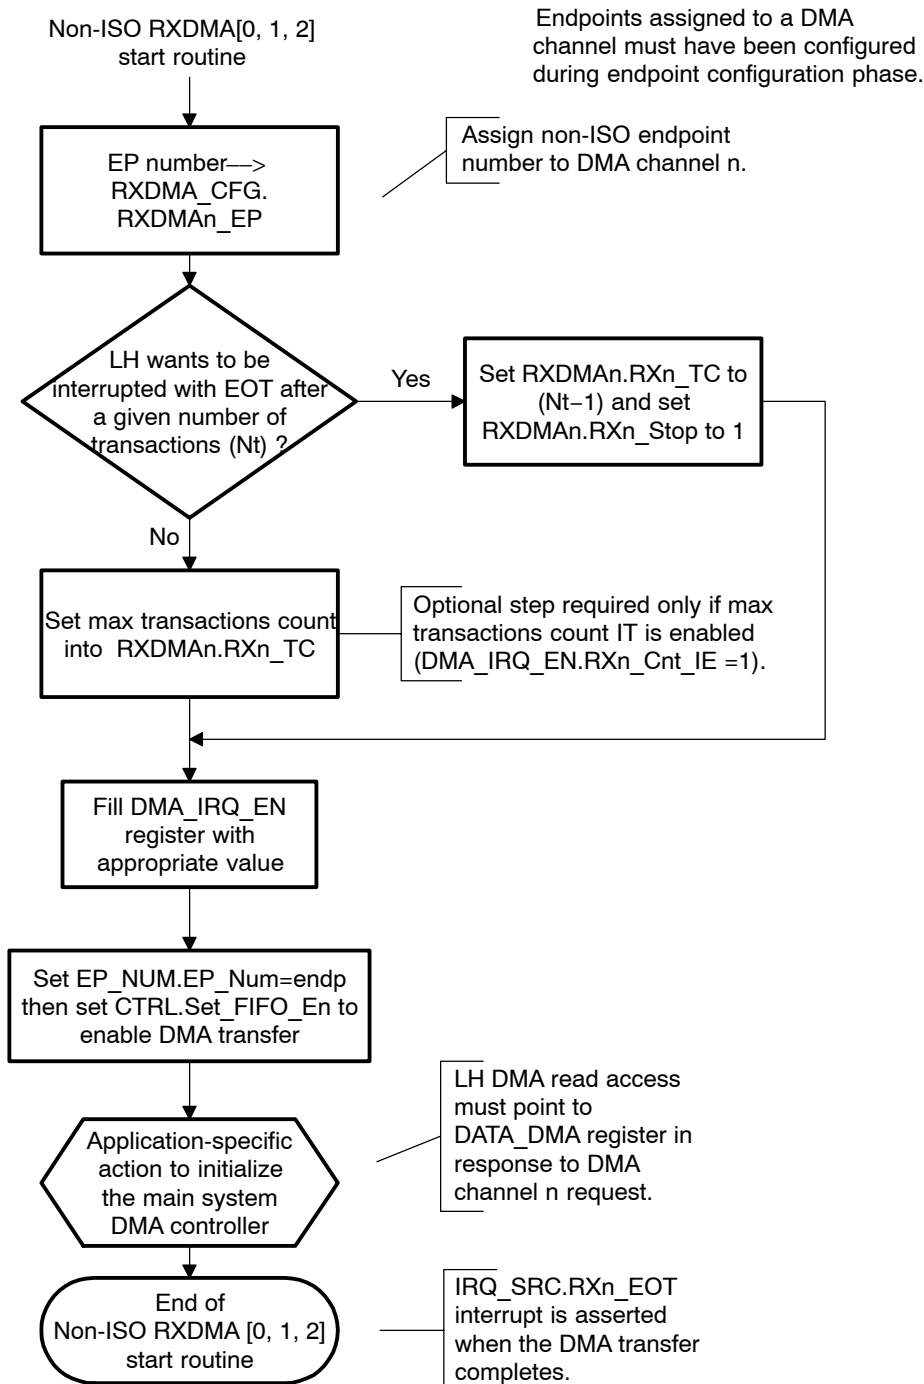 Non-ISO RXDMA[0, 1, 2]
start routine
Endpoints assigned to a DMA
channel must have been configured
during endpoint configuration phase.
EP number−−>
RXDMA_CFG.
RXDMAn_EP
Assign non-ISO endpoint
number to DMA channel n.
LH wants to be
interrupted with EOT after
a given number of
transactions (Nt) ?
Yes
Set RXDMAn.RXn_TC to
(Nt−1) and set
RXDMAn.RXn_Stop to 1
No
Set max transactions count
into RXDMAn.RXn_TC
Optional step required only if max
transactions count IT is enabled
(DMA_IRQ_EN.RXn_Cnt_IE =1).
Fill DMA_IRQ_EN
register with
appropriate value
Set EP_NUM.EP_Num=endp
then set CTRL.Set_FIFO_En to
enable DMA transfer
LH DMA read access
must point to
DATA_DMA register in
response to DMA
channel n request.
Application-specific
action to initialize
the main system
DMA controller
End of
Non-ISO RXDMA [0, 1, 2]
start routine
IRQ_SRC.RXn_EOT
interrupt is asserted
when the DMA transfer
completes.